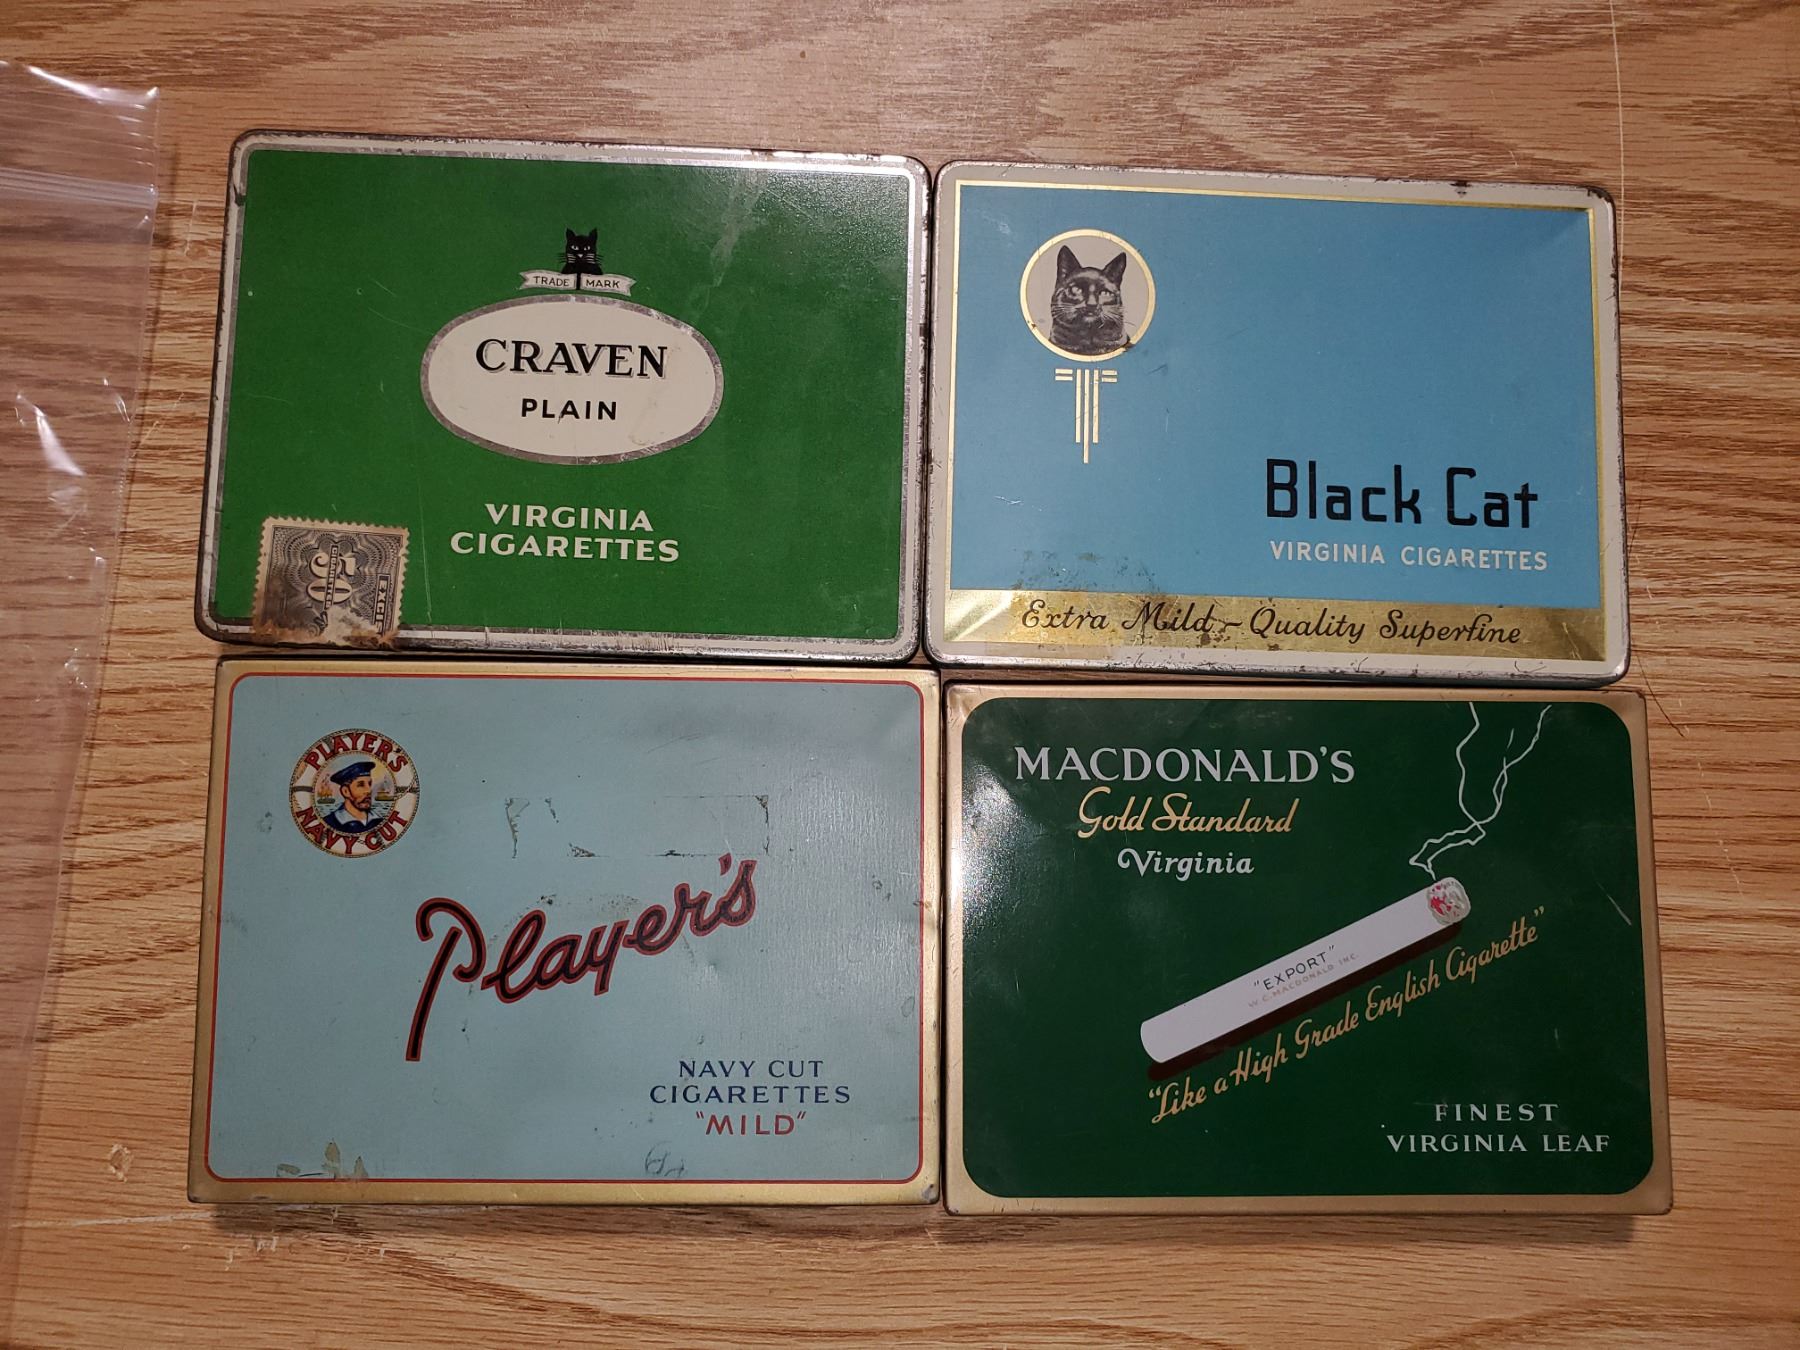 TRADE MARK
CRAVEN
PLAIN
VIRGINIA
CIGARETTES
50
CIGARETTES
EXCISE
Black Cat
VIRGINIA CIGARETTES
Extra Mild - Quality Superfine
PLAYER'S
NAVY CUT
Player's
NAVY CUT
CIGARETTES
"MILD"
MACDONALD'S
Gold Standard
Virginia
"EXPORT"
W.C. MACDONALD INC.
"Like a High Grade English Cigarette"
FINEST
VIRGINIA LEAF